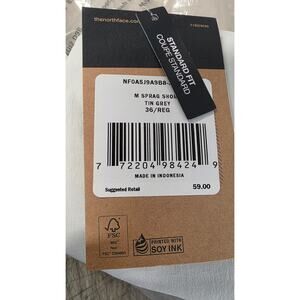 thenorthface.com
STANDARD FIT
COUPE STANDARD
NF0A5J9A9B8
M SPRAG SHO
TIN GREY
36/REG
7 72204 98424 9
MADE IN INDONESIA
Suggested Retail
59.00
FSC
PRINTED WITH
SOY INK